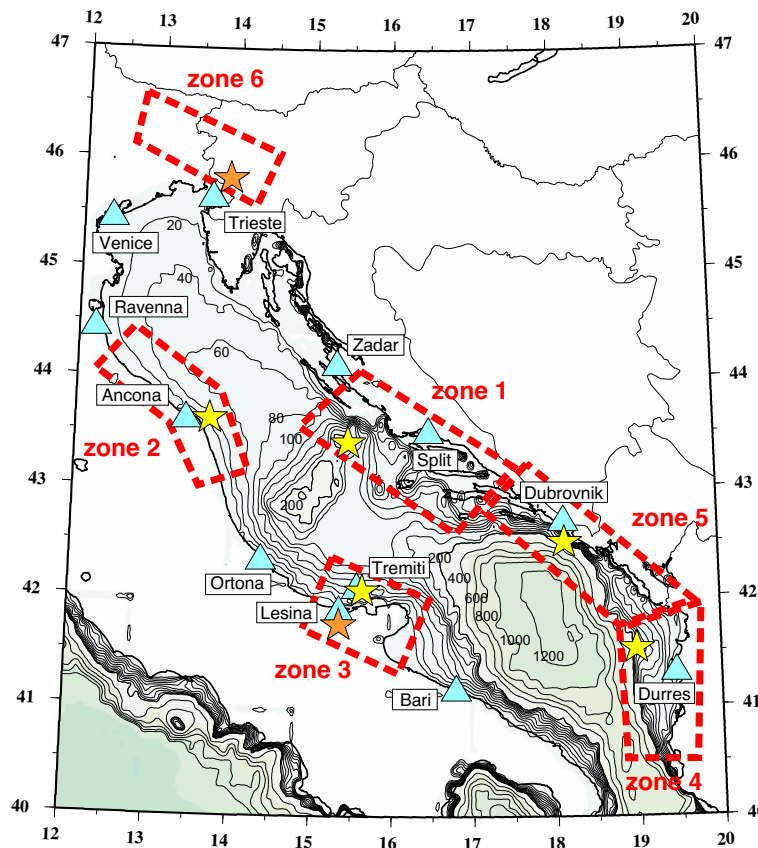 12 13 14 15 16 17 18 19 20
47 47
zone 6
46 46
Trieste
Venice
20
45 45
40
Ravenna
Zadar
44 60 44
zone 1
Ancona
80
zone 2 100
Split
43 43
Dubrovnik
200
zone 5
200
Tremiti
400
Ortona
42 600 42
Lesina 800
1000
zone 3 1200
Durres
41 Bari 41
zone 4
40 40
12 13 14 15 16 17 18 19 20